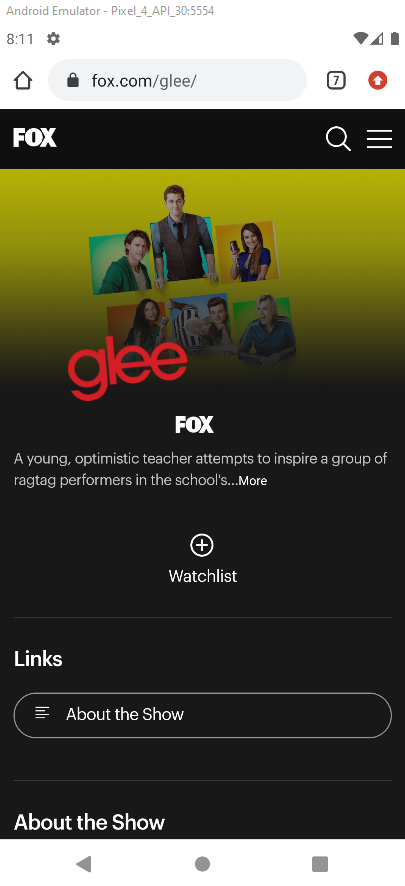 Android Emulator - Pixel_4_API_30:5554
8:11
7
fox.com/glee/
FOX
glee
FOX
A young, optimistic teacher attempts to inspire a group of
ragtag performers in the school's...More
Watchlist
Links
About the Show
About the Show